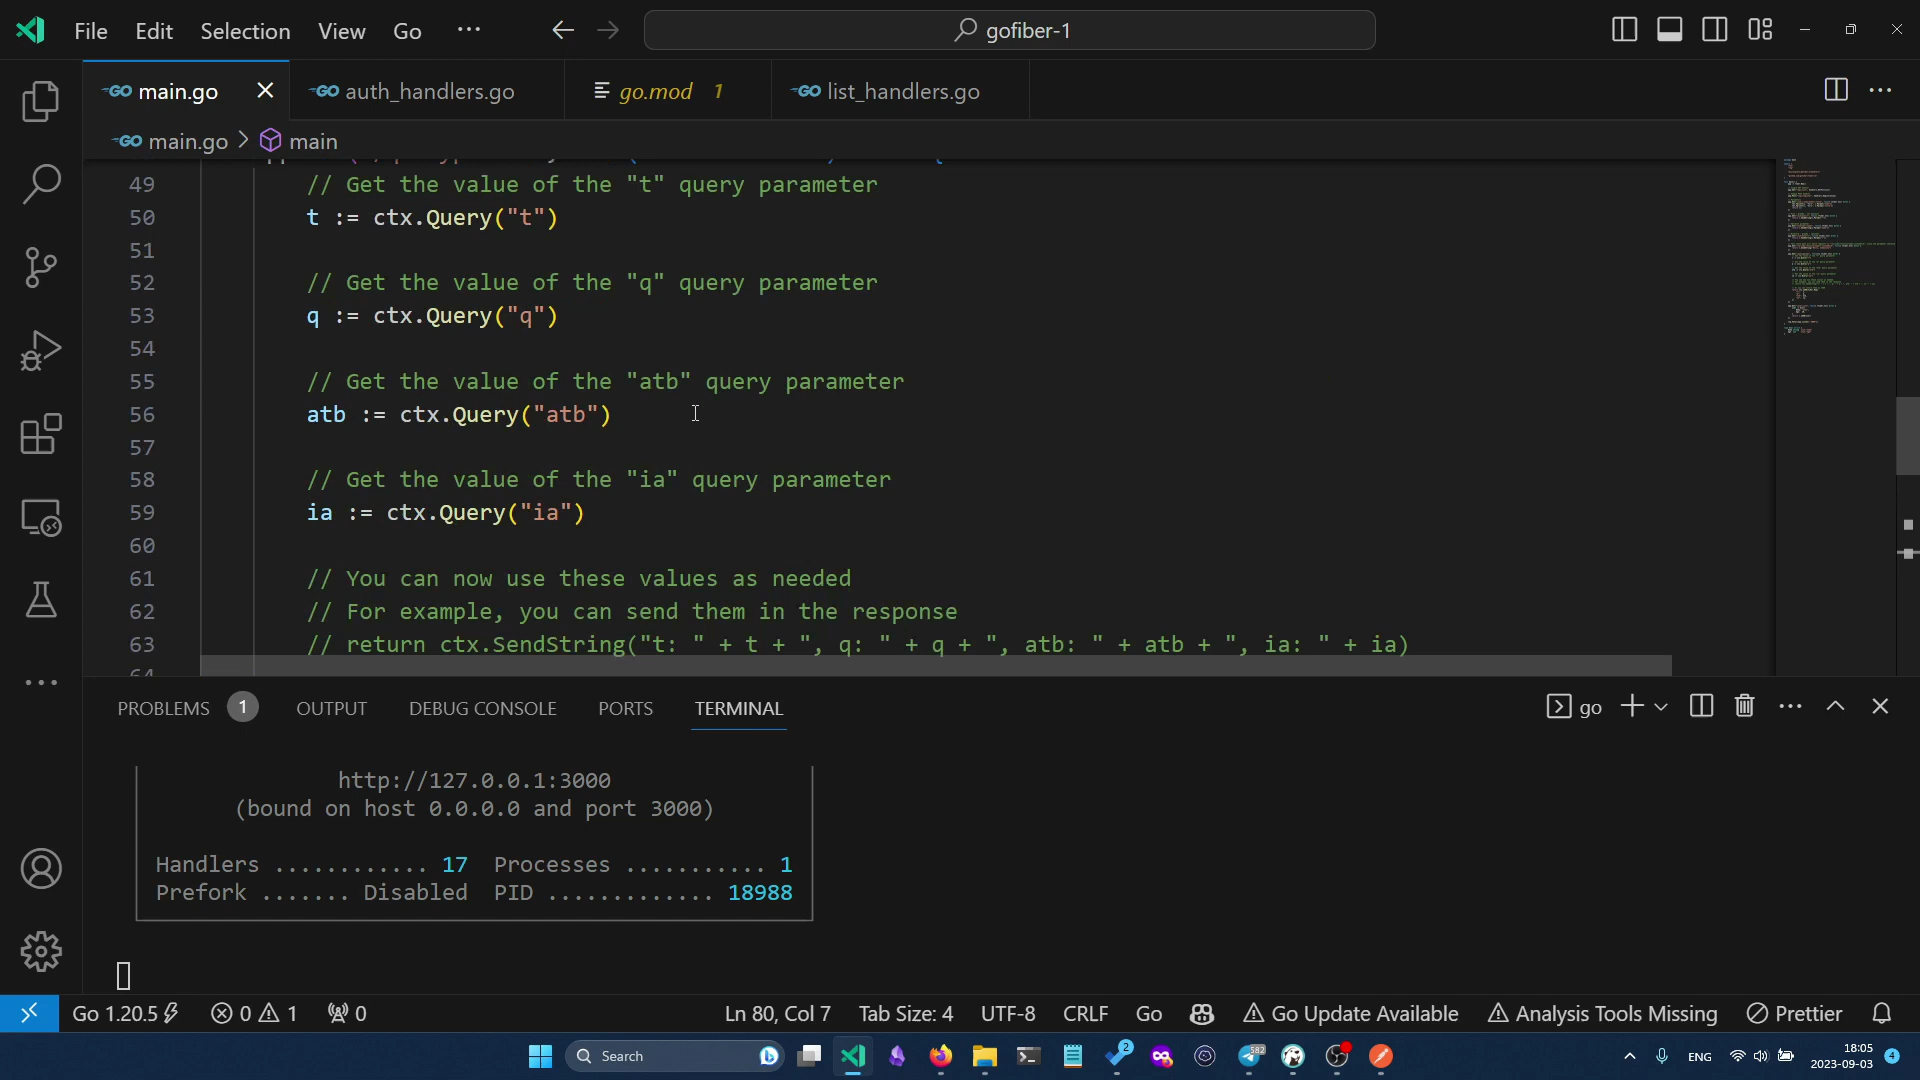 File Edit Selection View Go ··· gofiber-1
main.go auth_handlers.go go.mod 1 list_handlers.go
main.go > main
49 // Get the value of the "t" query parameter
50 t := ctx.Query("t")
51
52 // Get the value of the "q" query parameter
53 q := ctx.Query("q")
54
55 // Get the value of the "atb" query parameter
56 atb := ctx.Query("atb")
57
58 // Get the value of the "ia" query parameter
59 ia := ctx.Query("ia")
60
61 // You can now use these values as needed
62 // For example, you can send them in the response
63 // return ctx.SendString("t: " + t + ", q: " + q + ", atb: " + atb + ", ia: " + ia)
PROBLEMS 1 OUTPUT DEBUG CONSOLE PORTS TERMINAL go
http://127.0.0.1:3000
(bound on host 0.0.0.0 and port 3000)
Handlers ............ 17 Processes ........... 1
Prefork ....... Disabled PID ............. 18988
Go 1.20.5 0 1 0 Ln 80, Col 7 Tab Size: 4 UTF-8 CRLF Go Go Update Available Analysis Tools Missing Prettier
Search 2 582 ENG 18:05 4
2023-09-03